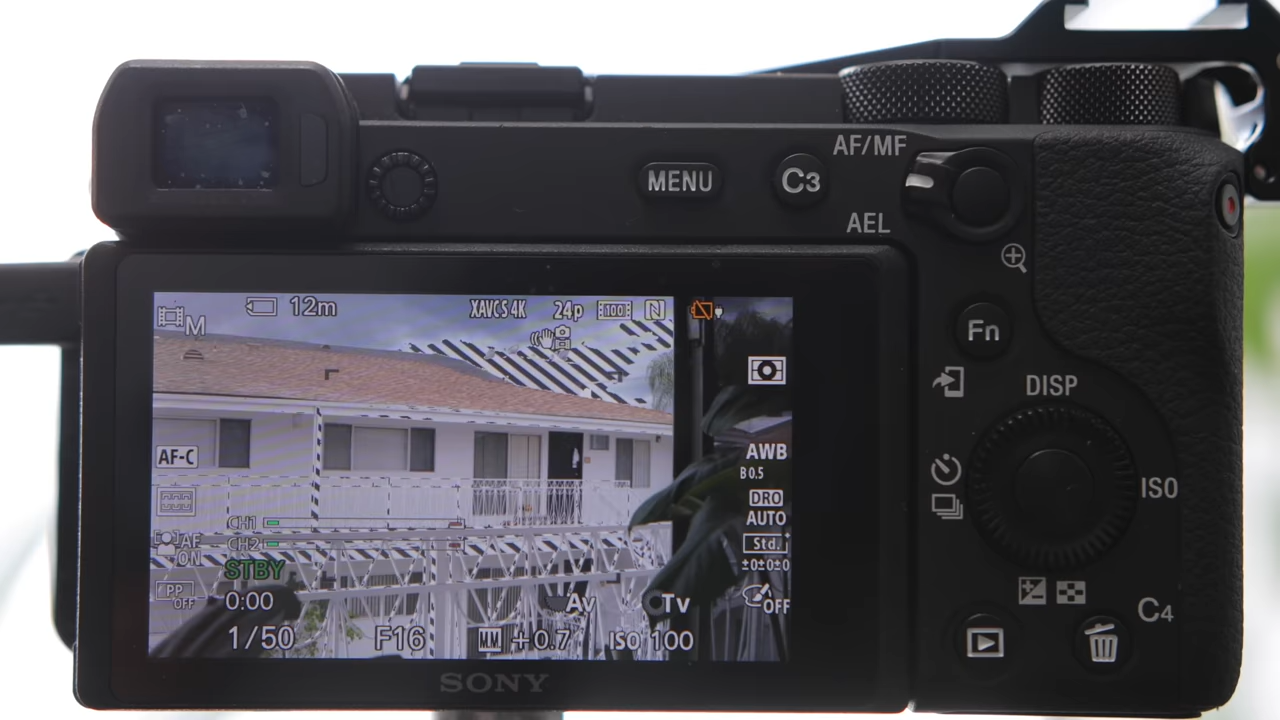 AF/MF
MENU
C3
AEL
12m
XAVCS 4K
24p
100
N
M
Fn
DISP
AF-C
AWB
B0.5
ISO
DRO
AUTO
CH1
CH2
AF
ON
Std.
±0±0±0
STBY
PP
OFF
0:00
Av
Tv
OFF
1/50
F16
M.M. +0.7
ISO 100
C4
SONY